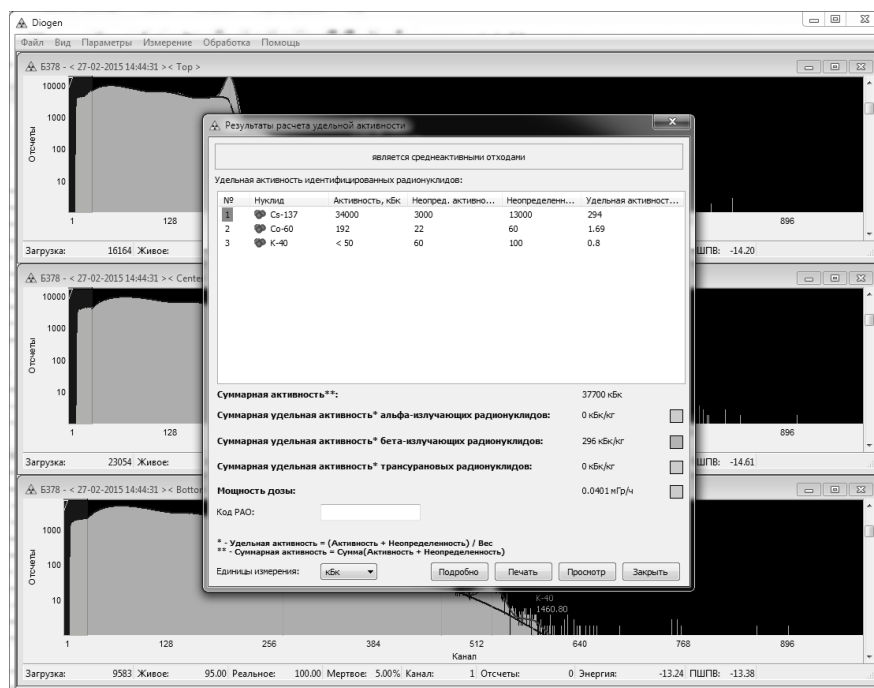 Diogen
Файл Вид Параметры Измерение Обработка Помощь
Б378 - < 27-02-2015 14:44:31 > < Top >
Отсчеты
10000
1000
100
10
1 128 896
Загрузка: 16164 Живое: ПШПВ: -14.20
Результаты расчета удельной активности
является среднеактивными отходами
Удельная активность идентифицированных радионуклидов:
№ Нуклид Активность, кБк Неопред. активно... Неопределенн... Удельная активност...
1 Cs-137 34000 3000 13000 294
2 Co-60 192 22 60 1.69
3 K-40 < 50 60 100 0.8
Суммарная активность**: 37700 кБк
Суммарная удельная активность* альфа-излучающих радионуклидов: 0 кБк/кг
Суммарная удельная активность* бета-излучающих радионуклидов: 296 кБк/кг
Суммарная удельная активность* трансурановых радионуклидов: 0 кБк/кг
Мощность дозы: 0.0401 мГр/ч
Код РАО:
* - Удельная активность = (Активность + Неопределенность) / Вес
** - Суммарная активность = Сумма(Активность + Неопределенность)
Единицы измерения: кБк Подробно Печать Просмотр Закрыть
Б378 - < 27-02-2015 14:44:31 > < Cente
Отсчеты
10000
1000
100
10
1 128 896
Загрузка: 23054 Живое: ПШПВ: -14.61
Б378 - < 27-02-2015 14:44:31 > < Bottom
Отсчеты
1000
100
10
K-40
1460.80
1 128 256 384 512 640 768 896
Канал
Загрузка: 9583 Живое: 95.00 Реальное: 100.00 Мертвое: 5.00% Канал: 1 Отсчеты: 0 Энергия: -13.24 ПШПВ: -13.38